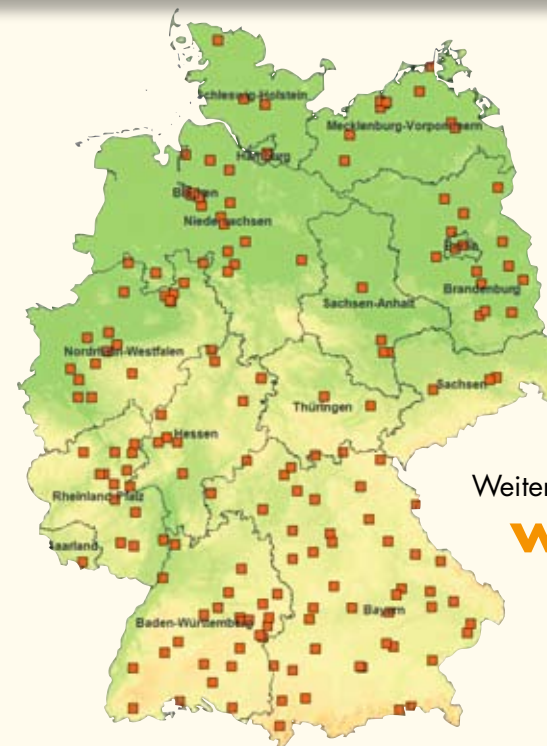 Schleswig-Holstein
Mecklenburg-Vorpommern
Hamburg
Bremen
Niedersachsen
Berlin
Brandenburg
Sachsen-Anhalt
Nordrhein-Westfalen
Sachsen
Thüringen
Hessen
Weiter
w
Rheinland-Pfalz
Saarland
Bayern
Baden-Württemberg